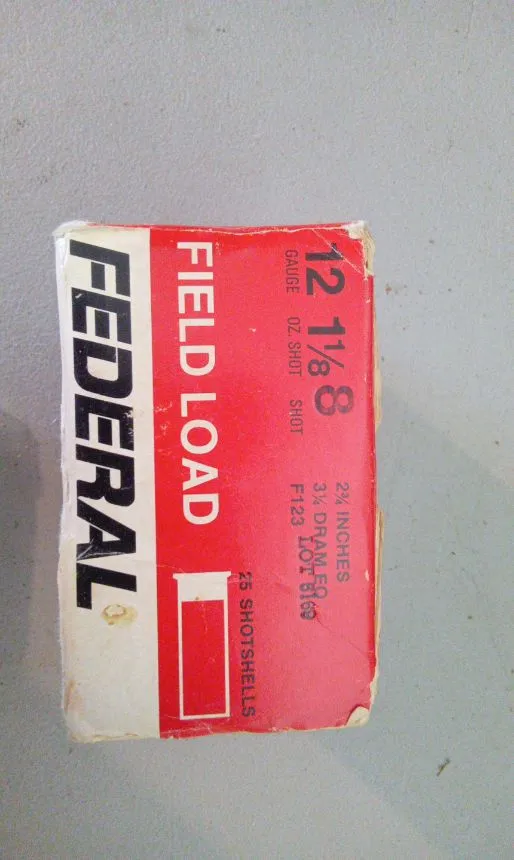 12 1⅛ 8
GAUGE OZ. SHOT SHOT
2¾ INCHES
3¼ DRAM EQ.
F123 LOT
25 SHOTSHELLS
FIELD LOAD
FEDERAL